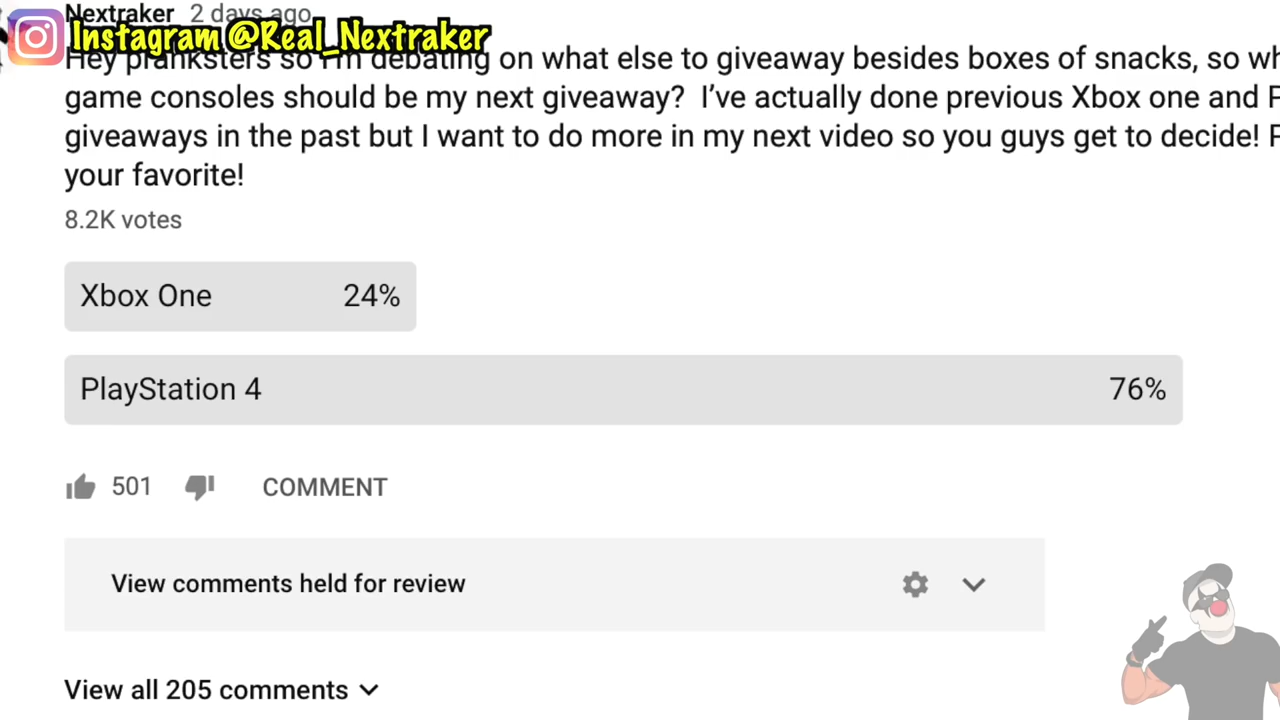 Nextraker 2 days ago
Instagram @Real_Nextraker
Hey pranksters so I'm debating on what else to giveaway besides boxes of snacks, so
game consoles should be my next giveaway? I've actually done previous Xbox one and
giveaways in the past but I want to do more in my next video so you guys get to decide!
your favorite!
8.2K votes
Xbox One 24%
PlayStation 4 76%
501 COMMENT
View comments held for review
View all 205 comments